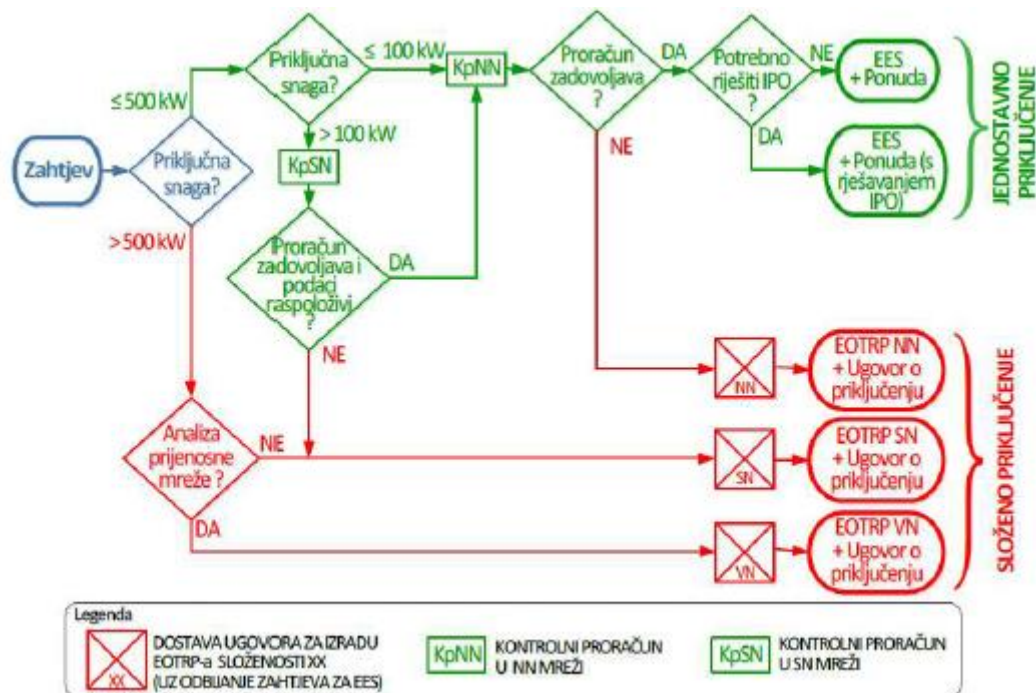 Zahtjev
Priključna
snaga?
≤ 500 kW
> 500 kW
Priključna
snaga?
≤ 100 kW
> 100 kW
KpSN
KpNN
Proračun
zadovoljava i
podaci
raspoloživi
?
DA
NE
Proračun
zadovoljava
?
DA
NE
Potrebno
riješiti IPO
?
NE
DA
EES
+ Ponuda
EES
+ Ponuda (s
rješavanjem
IPO)
JEDNOSTAVNO
PRIKLJUČENJE
Analiza
prijenosne
mreže ?
NE
DA
NN
EOTRP NN
+ Ugovor o
priključenju
SN
EOTRP SN
+ Ugovor o
priključenju
VN
EOTRP VN
+ Ugovor o
priključenju
SLOŽENO PRIKLJUČENJE
Legenda
XX
DOSTAVA UGOVORA ZA IZRADU
EOTRP-a SLOŽENOSTI XX
(UZ ODBIJANJE ZAHTJEVA ZA EES)
KpNN
KONTROLNI PRORAČUN
U NN MREŽI
KpSN
KONTROLNI PRORAČUN
U SN MREŽI